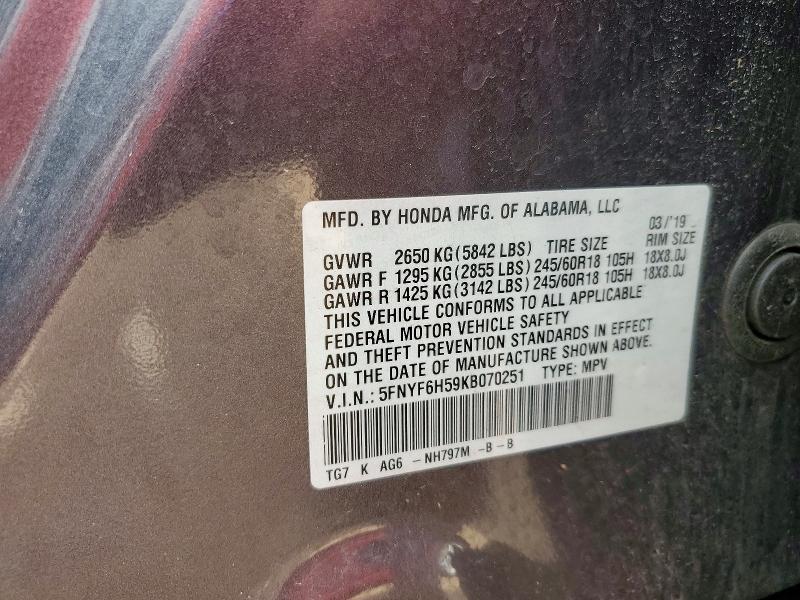 MFD. BY HONDA MFG. OF ALABAMA, LLC 03/'19
GVWR 2650 KG(5842 LBS) TIRE SIZE RIM SIZE
GAWR F 1295 KG(2855 LBS) 245/60R18 105H 18X8.0J
GAWR R 1425 KG(3142 LBS) 245/60R18 105H 18X8.0J
THIS VEHICLE CONFORMS TO ALL APPLICABLE
FEDERAL MOTOR VEHICLE SAFETY
AND THEFT PREVENTION STANDARDS IN EFFECT
ON THE DATE OF MANUFACTURE SHOWN ABOVE.
V.I.N.: 5FNYF6H59KB070251 TYPE: MPV
TG7 K AG6 -NH797M -B-B